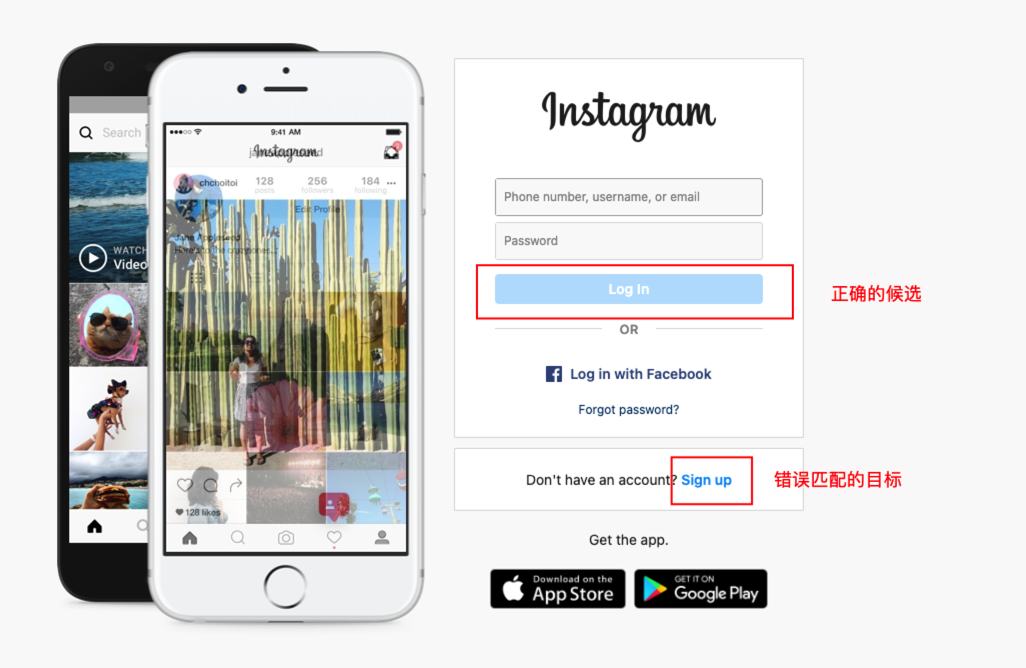 Search
WATCH
Video
9:41 AM
Instagram
chchoitoi
128
posts
256
followers
184
following
Edit Profile
128 likes
Instagram
Phone number, username, or email
Password
Log In
正确的候选
OR
Log in with Facebook
Forgot password?
Don't have an account? Sign up
错误匹配的目标
Get the app.
Download on the
App Store
GET IT ON
Google Play